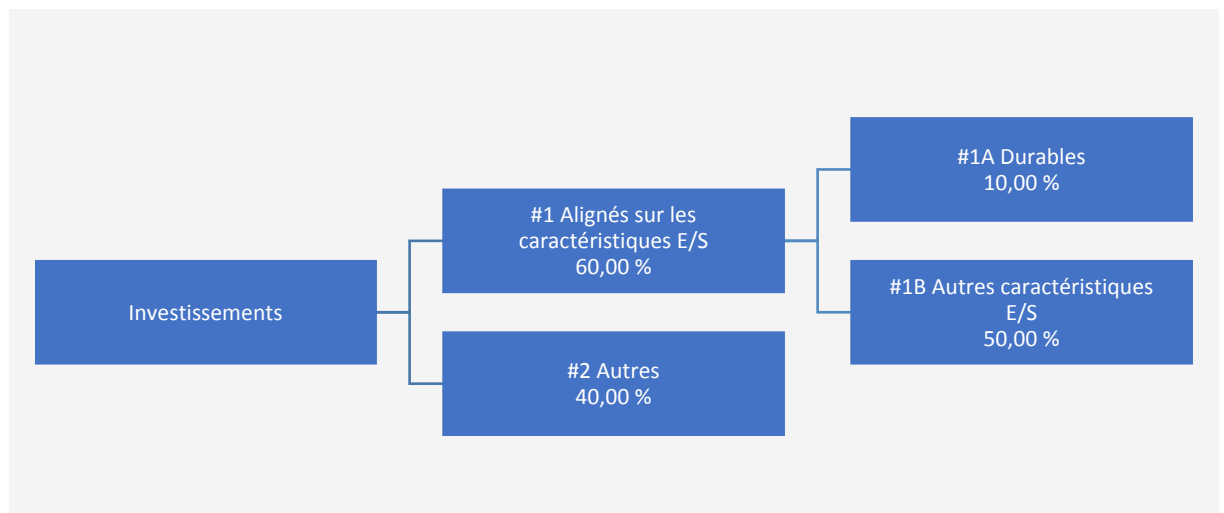 Investissements
#1 Alignés sur les
caractéristiques E/S
60,00 %
#2 Autres
40,00 %
#1A Durables
10,00 %
#1B Autres caractéristiques
E/S
50,00 %